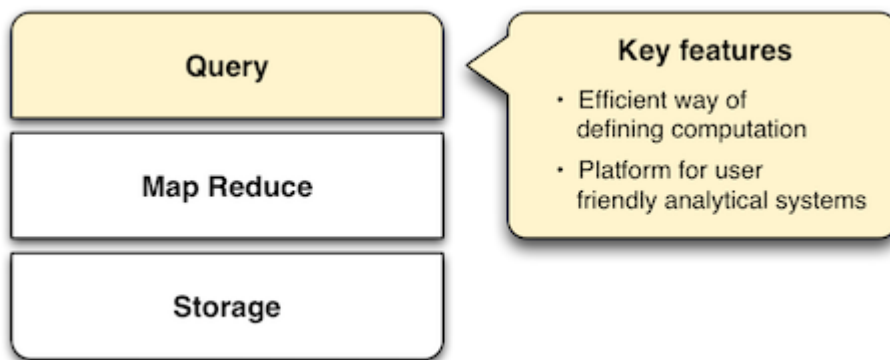 Query
Map Reduce
Storage
Key features
• Efficient way of
defining computation
• Platform for user
friendly analytical systems